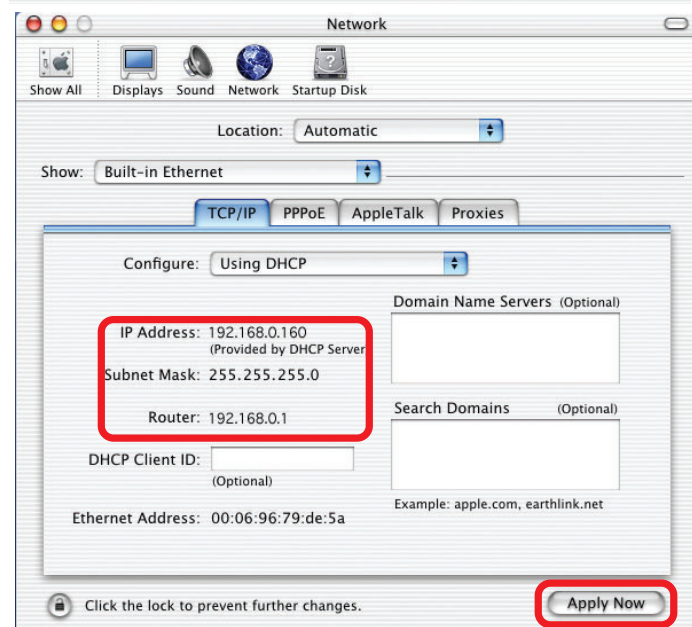 Network
Show All Displays Sound Network Startup Disk
Location: Automatic
Show: Built-in Ethernet
TCP/IP PPPoE AppleTalk Proxies
Configure: Using DHCP
Domain Name Servers (Optional)
IP Address: 192.168.0.160
(Provided by DHCP Server
Subnet Mask: 255.255.255.0
Router: 192.168.0.1
Search Domains (Optional)
DHCP Client ID:
(Optional)
Example: apple.com, earthlink.net
Ethernet Address: 00:06:96:79:de:5a
Click the lock to prevent further changes.
Apply Now